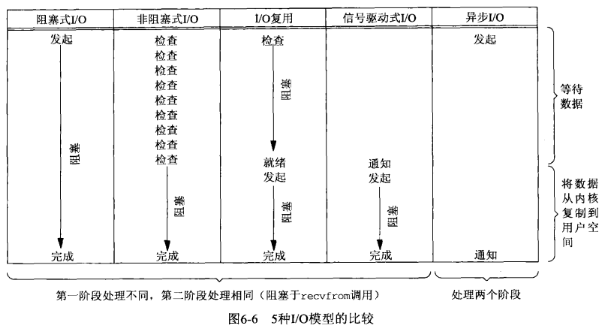 阻塞式I/O 非阻塞式I/O I/O复用 信号驱动式I/O 异步I/O
发起 检查 检查 发起
检查
检查
检查
检查
检查
检查
检查
检查
阻塞
阻塞
等待
数据
就绪 通知
发起 发起
阻塞
阻塞
阻塞
将数据
从内核
复制到
用户空
间
完成 完成 完成 完成 通知
第一阶段处理不同，第二阶段处理相同（阻塞于recvfrom调用） 处理两个阶段
图6-6 5种I/O模型的比较